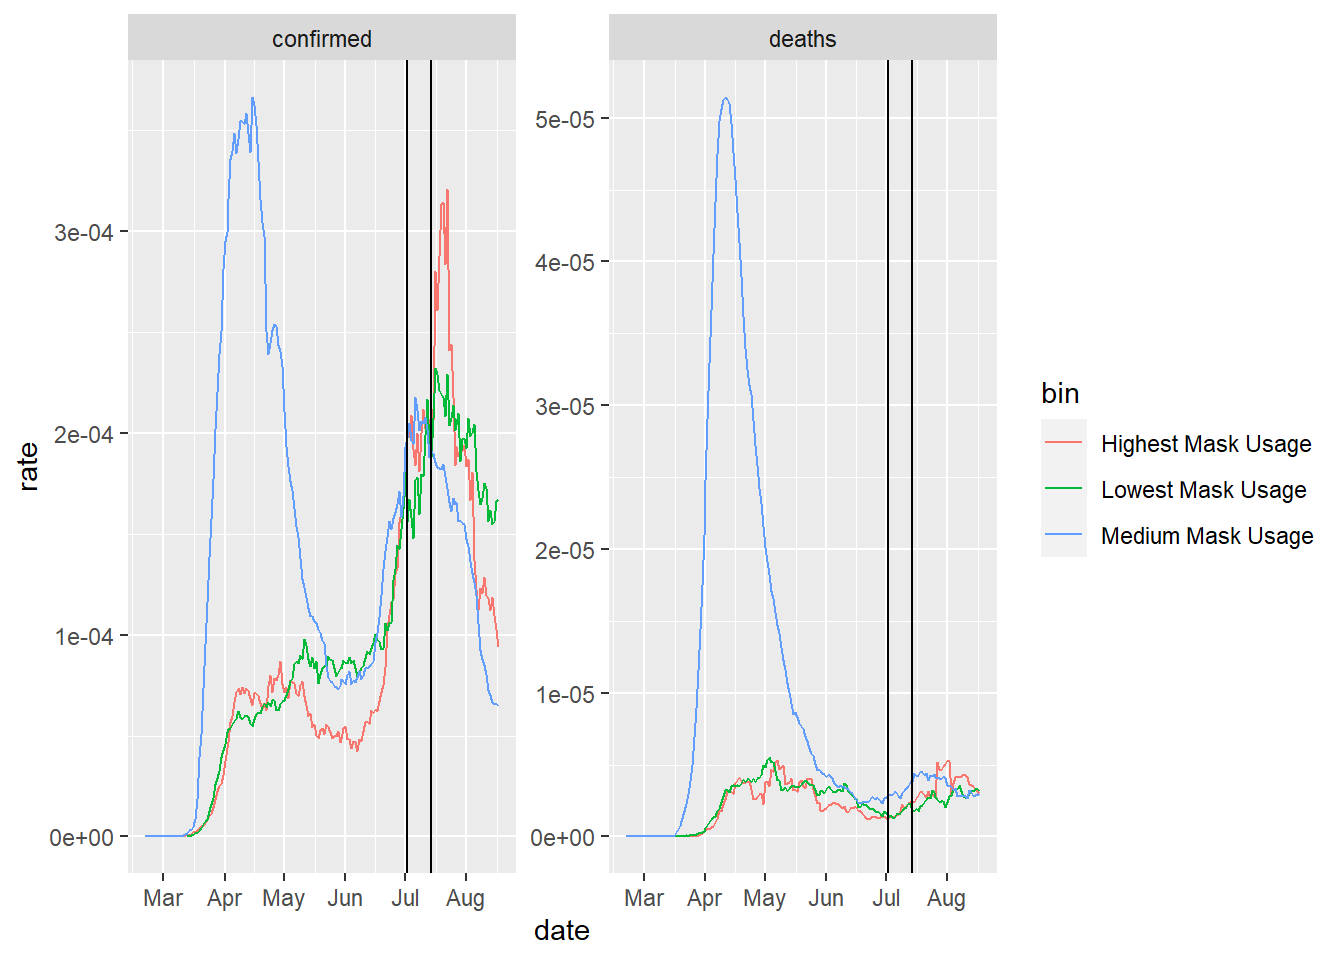 confirmed
deaths
rate
3e-04
2e-04
1e-04
0e+00
Mar Apr May Jun Jul Aug
5e-05
4e-05
3e-05
2e-05
1e-05
0e+00
Mar Apr May Jun Jul Aug
date
bin
Highest Mask Usage
Lowest Mask Usage
Medium Mask Usage